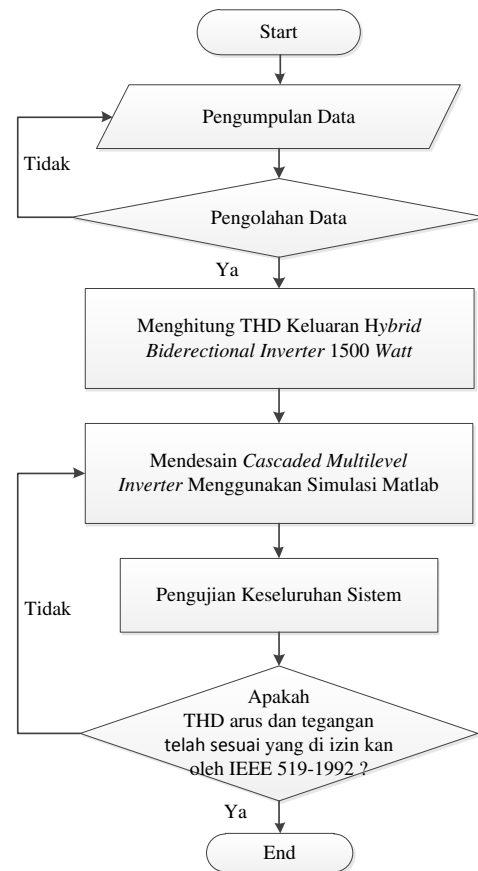 Start
Pengumpulan Data
Tidak
Pengolahan Data
Ya
Menghitung THD Keluaran Hybrid
Biderectional Inverter 1500 Watt
Mendesain Cascaded Multilevel
Inverter Menggunakan Simulasi Matlab
Pengujian Keseluruhan Sistem
Tidak
Apakah
THD arus dan tegangan
telah sesuai yang di izin kan
oleh IEEE 519-1992 ?
Ya
End